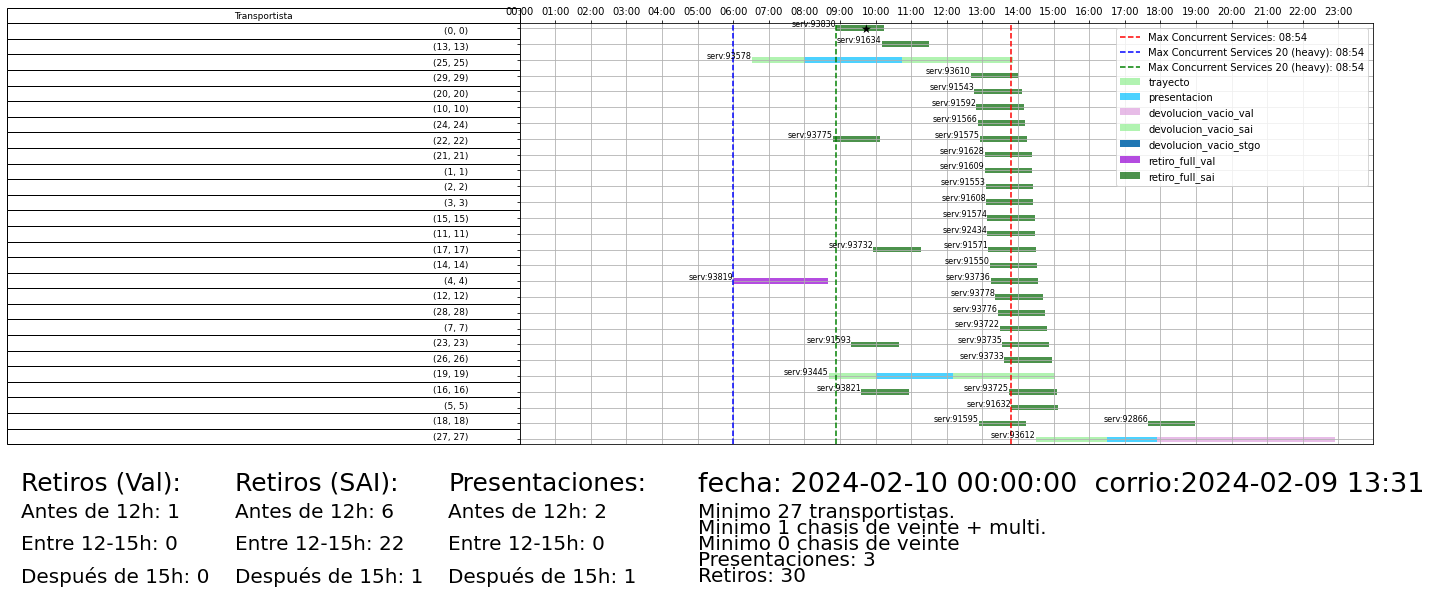 Transportista
00:00 01:00 02:00 03:00 04:00 05:00 06:00 07:00 08:00 09:00 10:00 11:00 12:00 13:00 14:00 15:00 16:00 17:00 18:00 19:00 20:00 21:00 22:00 23:00
(0, 0) serv:93830
(13, 13) serv:91634
(25, 25) serv:93578
(29, 29) serv:93610
(20, 20) serv:91543
(10, 10) serv:91592
(24, 24) serv:91566
(22, 22) serv:93775 serv:91575
(21, 21) serv:91628
(1, 1) serv:91609
(2, 2) serv:91553
(3, 3) serv:91608
(15, 15) serv:91574
(11, 11) serv:92434
(17, 17) serv:93732 serv:91571
(14, 14) serv:91550
(4, 4) serv:93819 serv:93736
(12, 12) serv:93778
(28, 28) serv:93776
(7, 7) serv:93722
(23, 23) serv:91593 serv:93735
(26, 26) serv:93733
(19, 19) serv:93445
(16, 16) serv:93821 serv:93725
(5, 5) serv:91632
(18, 18) serv:91595 serv:92866
(27, 27) serv:93612
Max Concurrent Services: 08:54
Max Concurrent Services 20 (heavy): 08:54
Max Concurrent Services 20 (heavy): 08:54
trayecto
presentacion
devolucion_vacio_val
devolucion_vacio_sai
devolucion_vacio_stgo
retiro_full_val
retiro_full_sai
Retiros (Val):
Antes de 12h: 1
Entre 12-15h: 0
Después de 15h: 0
Retiros (SAI):
Antes de 12h: 6
Entre 12-15h: 22
Después de 15h: 1
Presentaciones:
Antes de 12h: 2
Entre 12-15h: 0
Después de 15h: 1
fecha: 2024-02-10 00:00:00 corrio:2024-02-09 13:31
Minimo 27 transportistas.
Minimo 1 chasis de veinte + multi.
Minimo 0 chasis de veinte
Presentaciones: 3
Retiros: 30